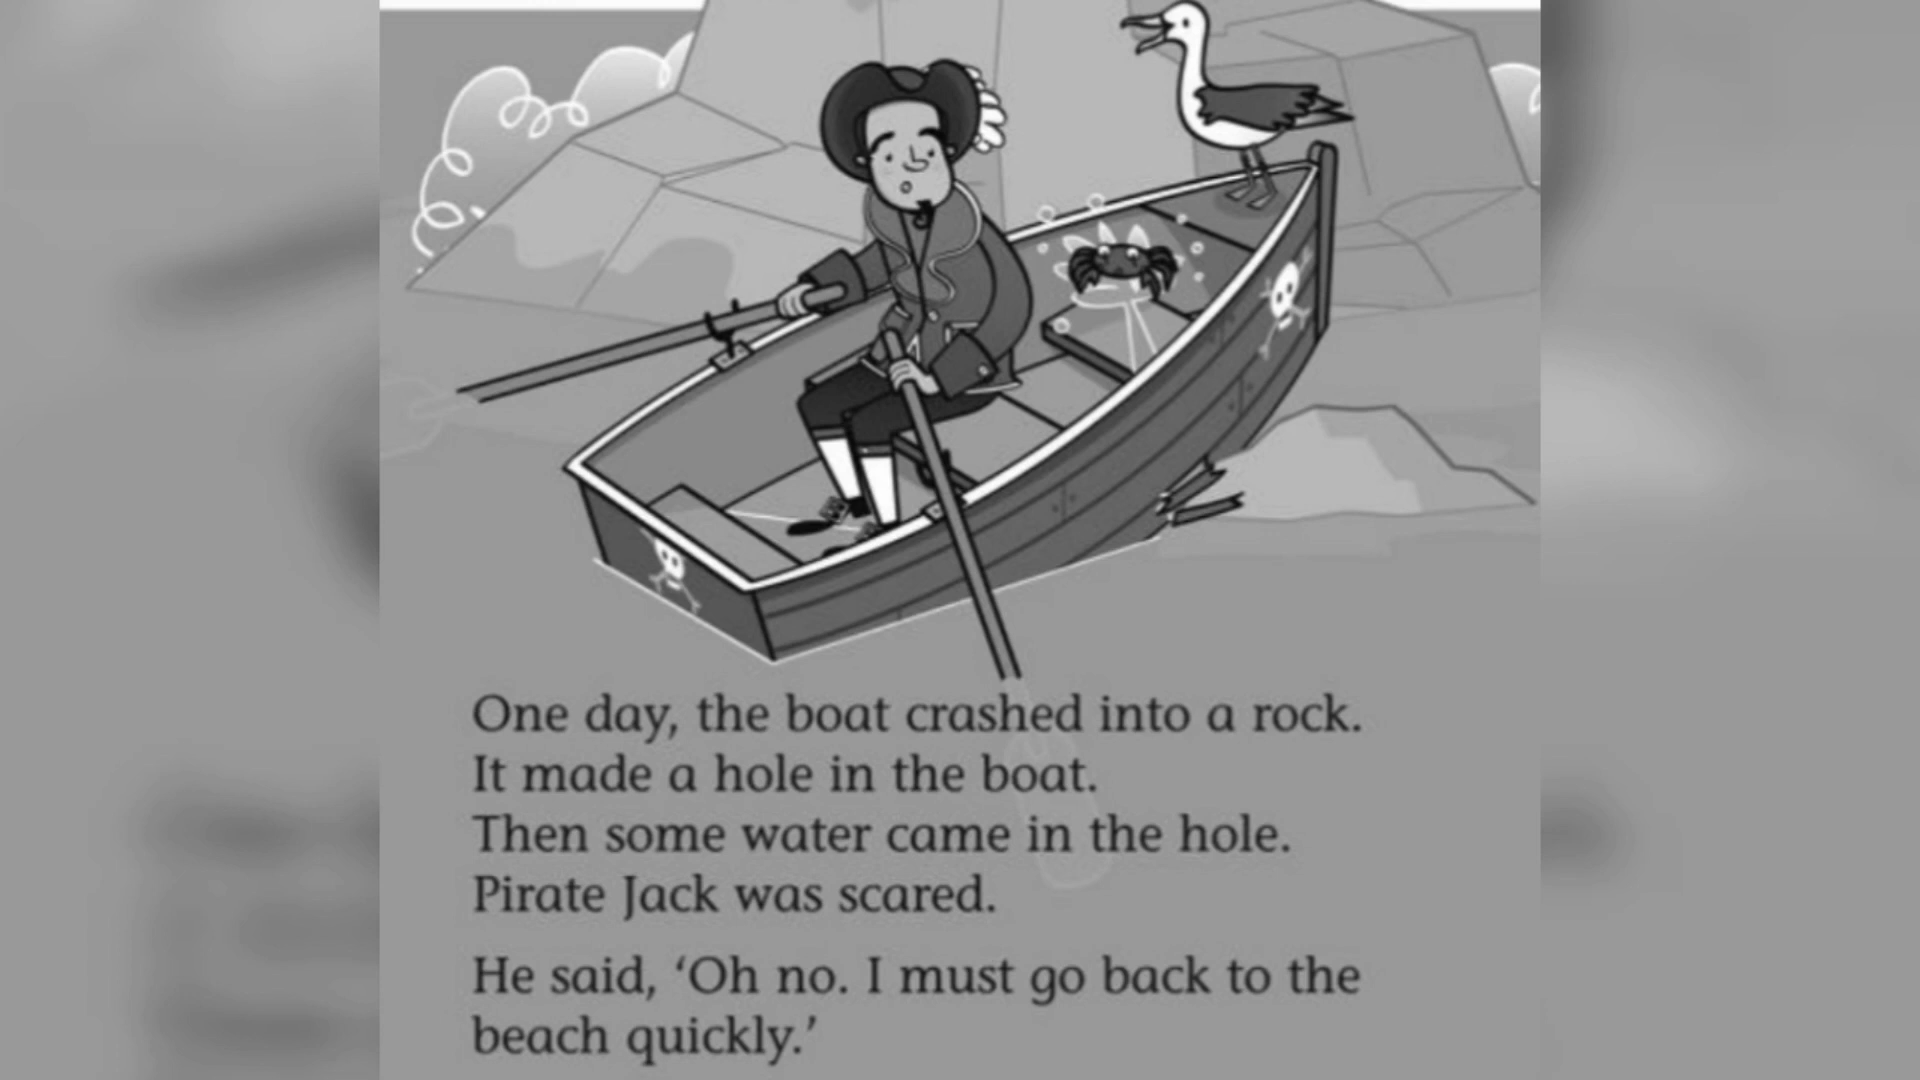 One day, the boat crashed into a rock.
It made a hole in the boat.
Then some water came in the hole.
Pirate Jack was scared.
He said, ‘Oh no. I must go back to the
beach quickly.’